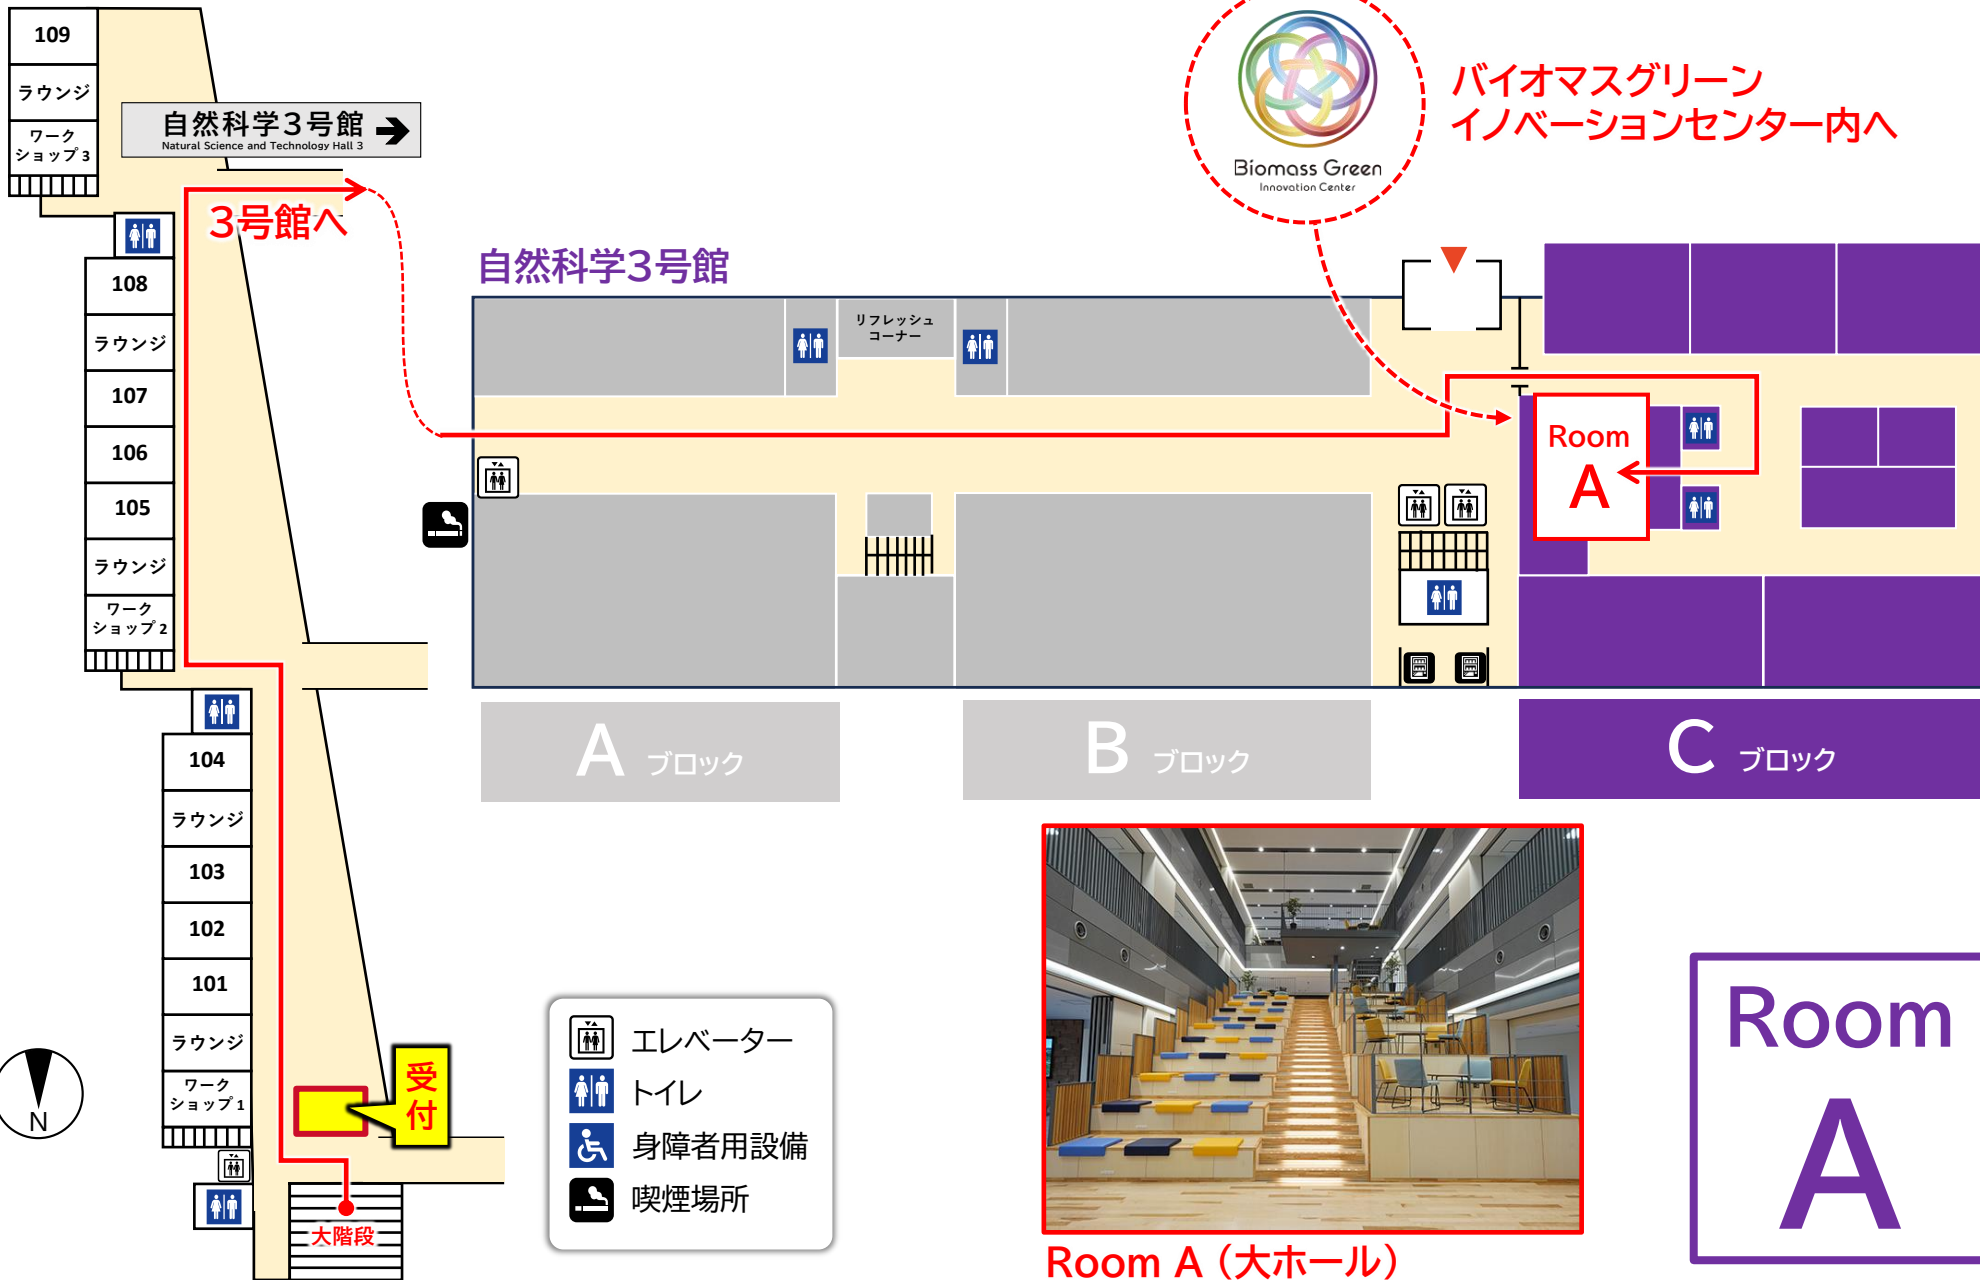 109
ラウンジ
ワーク
ショップ 3
自然科学3号館
Natural Science and Technology Hall 3
3号館へ
108
ラウンジ
107
106
105
ラウンジ
ワーク
ショップ 2
104
ラウンジ
103
102
101
ラウンジ
ワーク
ショップ 1
N
受付
大階段
Biomass Green
Innovation Center
バイオマスグリーン
イノベーションセンター内へ
自然科学3号館
リフレッシュ
コーナー
Room
A
A ブロック
B ブロック
C ブロック
エレベーター
トイレ
身障者用設備
喫煙場所
Room A（大ホール）
Room
A